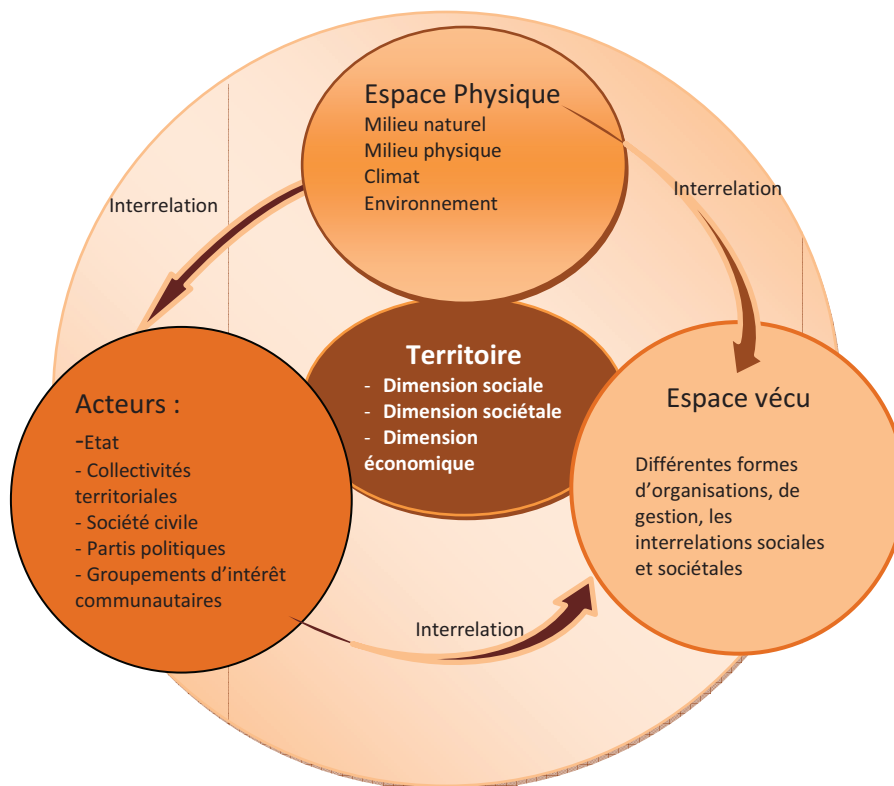 Espace Physique
Milieu naturel
Milieu physique
Climat
Environnement
Interrelation
Interrelation
Territoire
- Dimension sociale
- Dimension sociétale
- Dimension
économique
Acteurs :
-Etat
- Collectivités
territoriales
- Société civile
- Partis politiques
- Groupements d’intérêt
communautaires
Espace vécu
Différentes formes
d’organisations, de
gestion, les
interrelations sociales
et sociétales
Interrelation